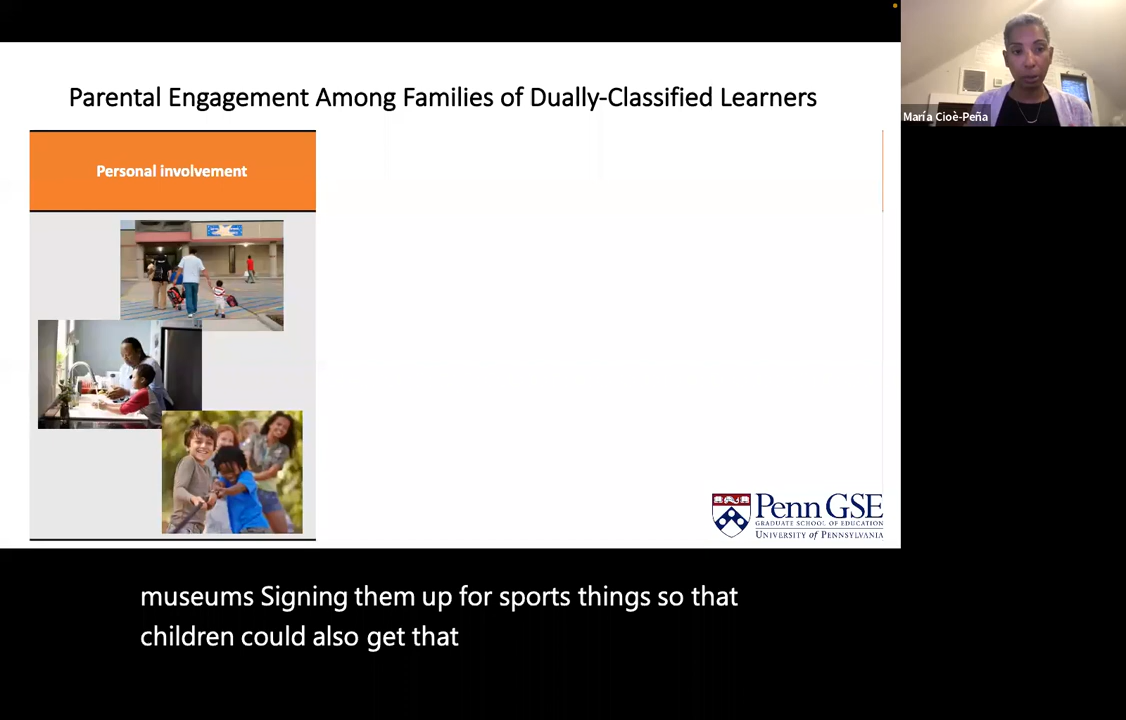 Parental Engagement Among Families of Dually-Classified Learners
María Cioè-Peña
Personal involvement
Penn GSE
GRADUATE SCHOOL OF EDUCATION
UNIVERSITY of PENNSYLVANIA
museums Signing them up for sports things so that
children could also get that